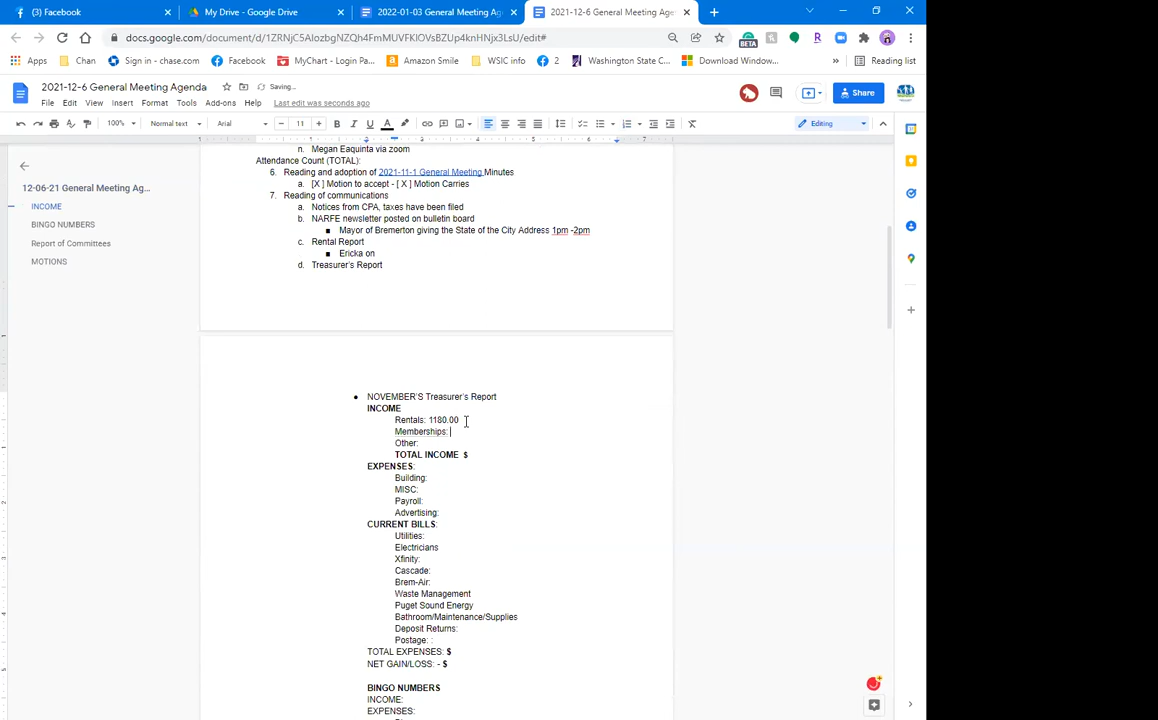 (3) Facebook
My Drive - Google Drive
2022-01-03 General Meeting Ag
2021-12-6 General Meeting Age
docs.google.com/document/d/1ZRNjC5AIozbgNZQh4FmMUVFKlOVsBZUp4knHNjx3LsU/edit#
BETA
Apps
Chan
Sign in - chase.com
Facebook
MyChart - Login Pa...
Amazon Smile
WSIC info
2
Washington State C...
Download Window...
Reading list
2021-12-6 General Meeting Agenda
Saving...
Share
File Edit View Insert Format Tools Add-ons Help Last edit was seconds ago
100% Normal text Arial 11 Editing
12-06-21 General Meeting Ag...
INCOME
BINGO NUMBERS
Report of Committees
MOTIONS
n. Megan Eaquinta via zoom
Attendance Count (TOTAL):
6. Reading and adoption of 2021-11-1 General Meeting Minutes
a. [X ] Motion to accept - [ X ] Motion Carries
7. Reading of communications
a. Notices from CPA, taxes have been filed
b. NARFE newsletter posted on bulletin board
■ Mayor of Bremerton giving the State of the City Address 1pm -2pm
c. Rental Report
■ Ericka on
d. Treasurer's Report
● NOVEMBER'S Treasurer's Report
INCOME
Rentals: 1180.00
Memberships:
Other:
TOTAL INCOME $
EXPENSES:
Building:
MISC:
Payroll:
Advertising:
CURRENT BILLS:
Utilities:
Electricians
Xfinity:
Cascade:
Brem-Air:
Waste Management
Puget Sound Energy
Bathroom/Maintenance/Supplies
Deposit Returns:
Postage: :
TOTAL EXPENSES: $
NET GAIN/LOSS: - $
BINGO NUMBERS
INCOME:
EXPENSES: